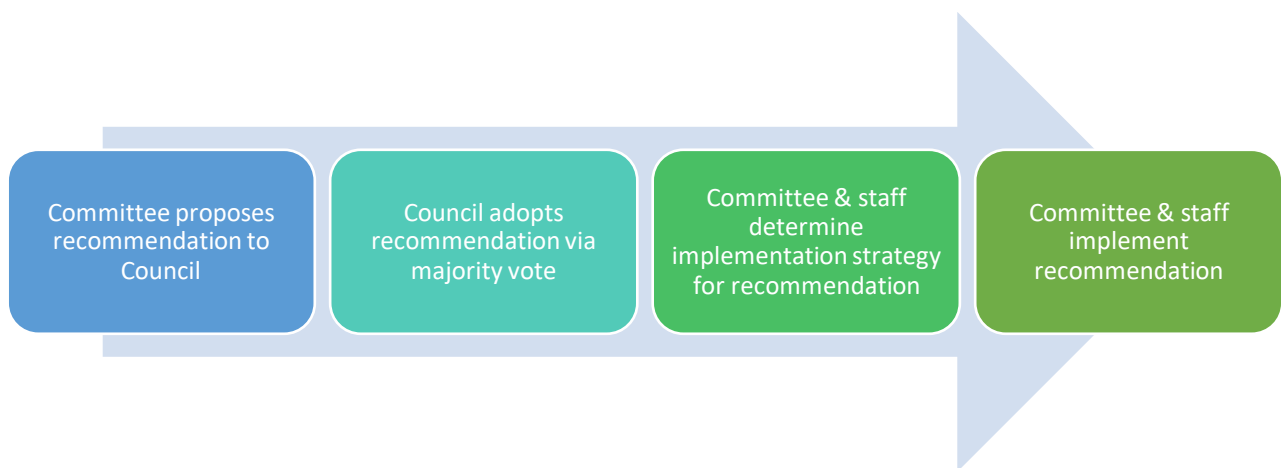 Committee proposes
recommendation to
Council
Council adopts
recommendation via
majority vote
Committee & staff
determine
implementation strategy
for recommendation
Committee & staff
implement
recommendation